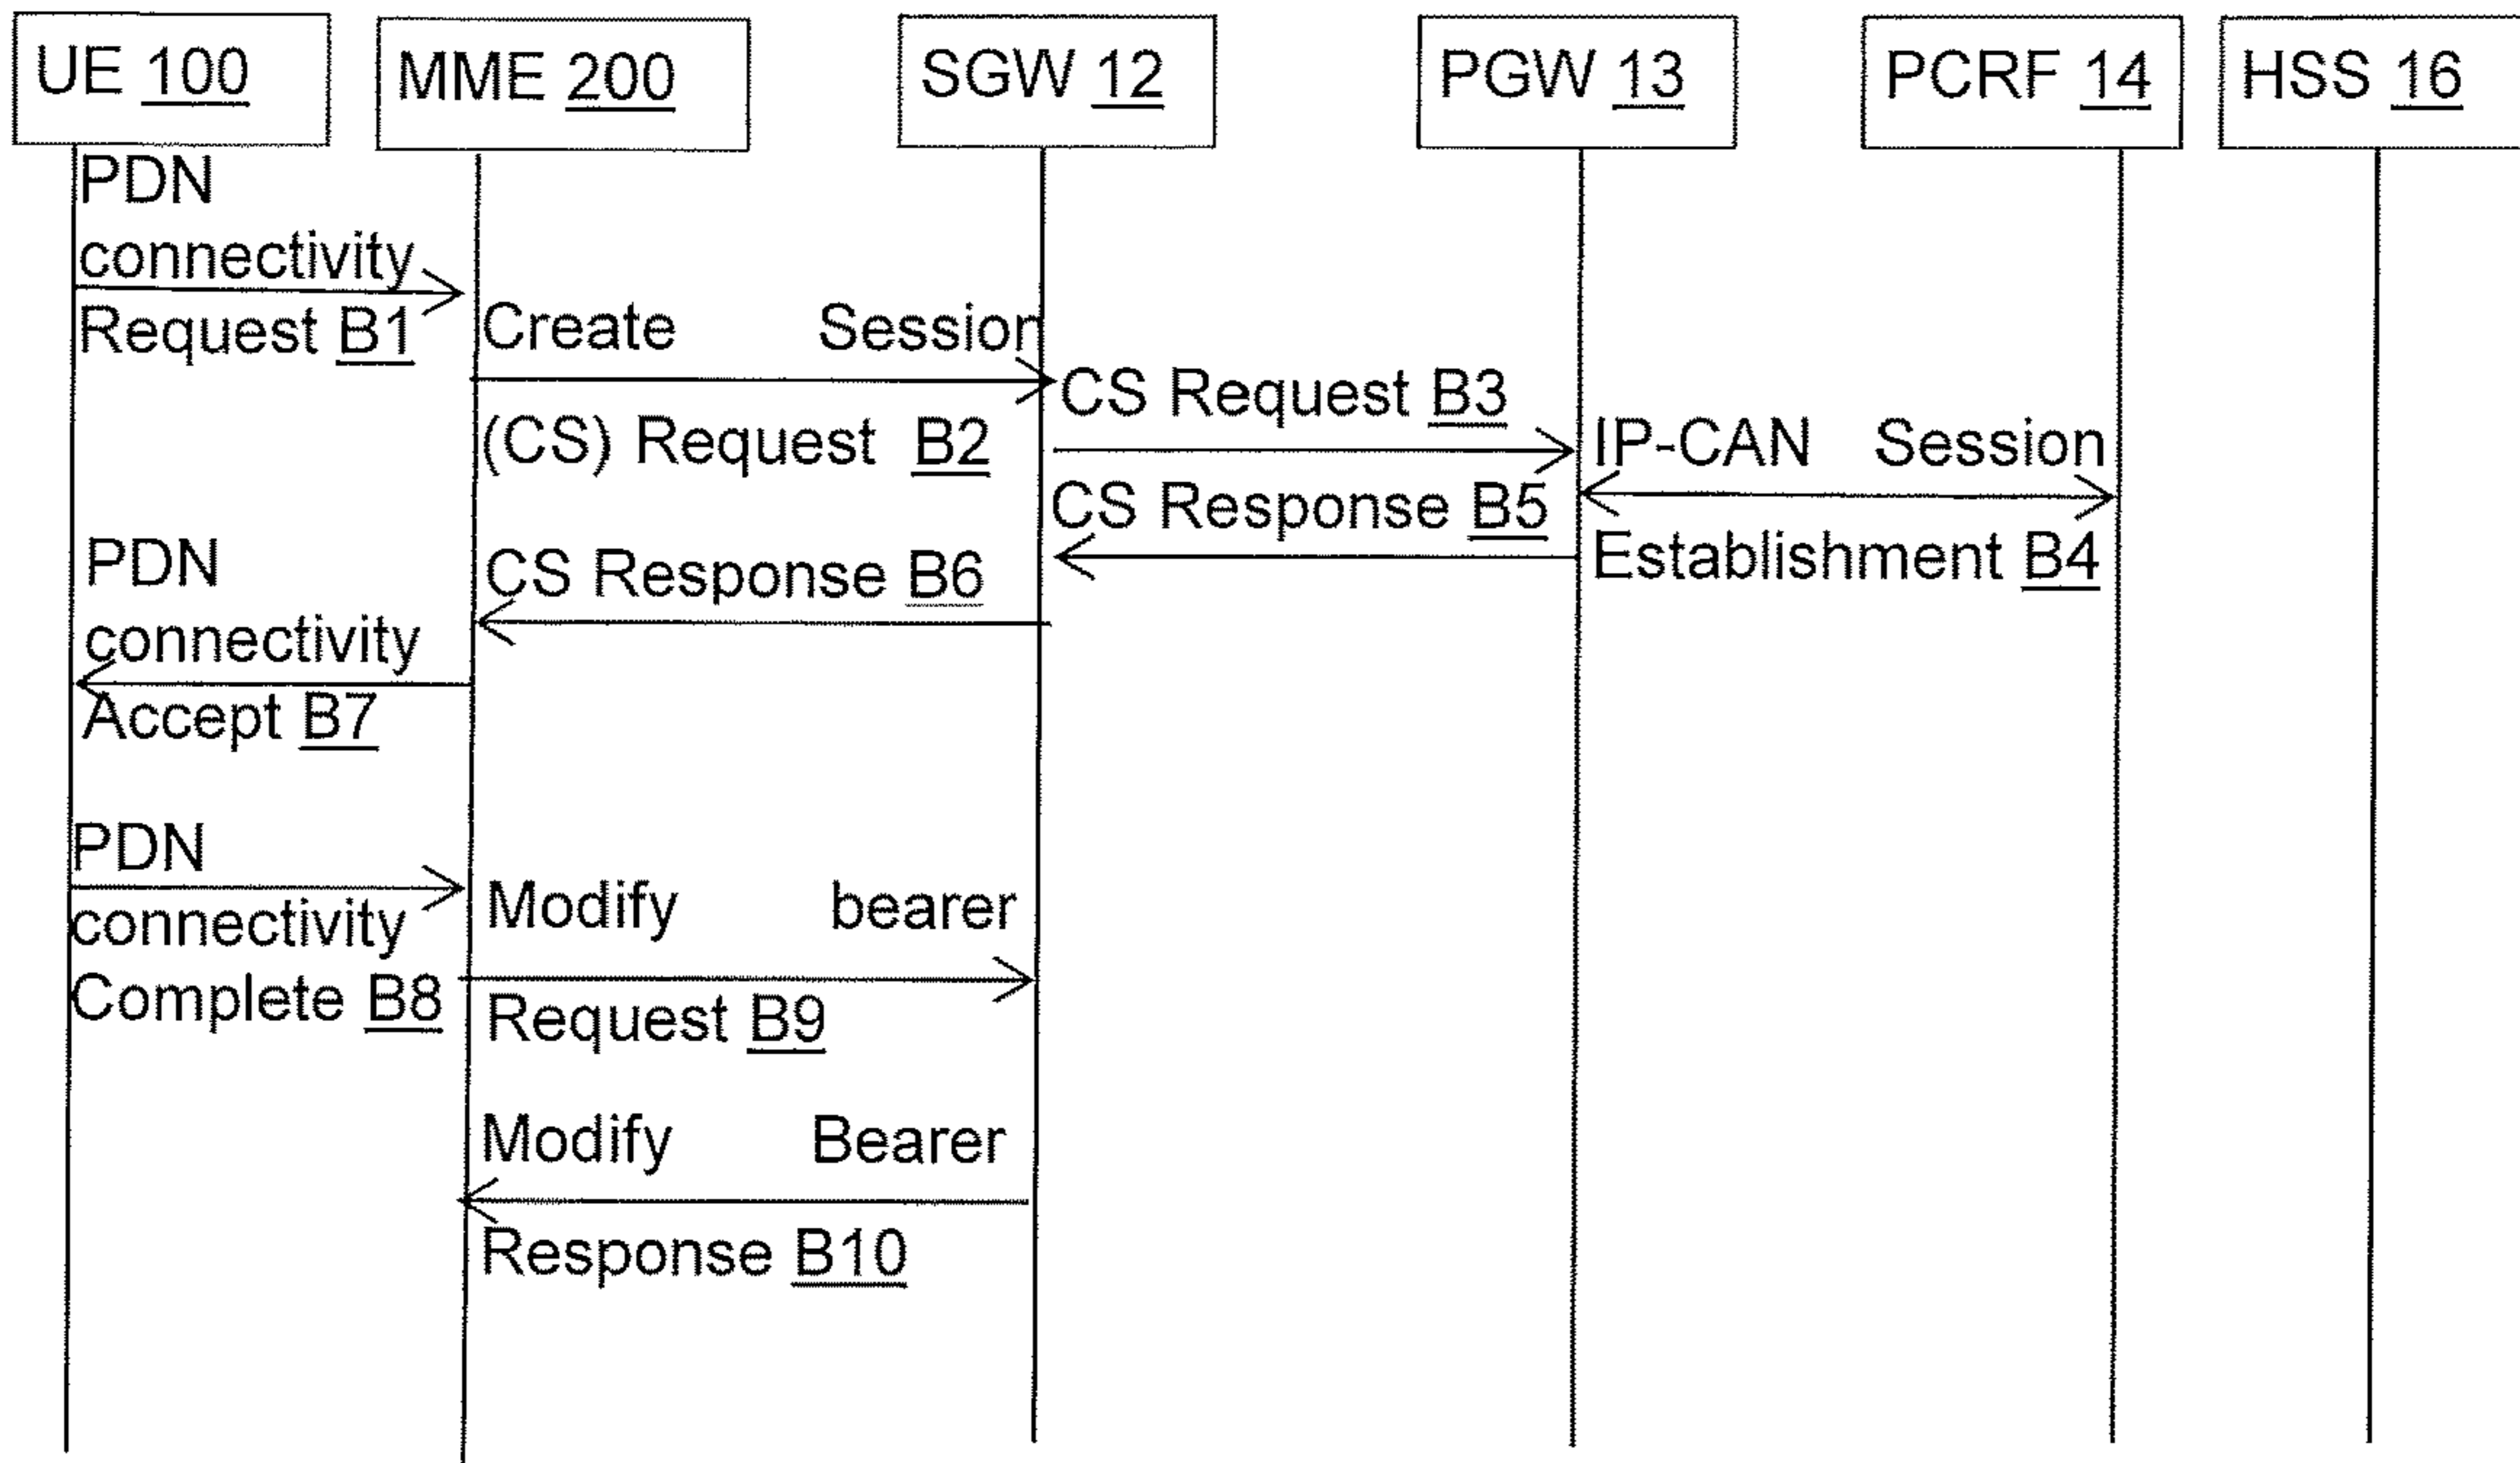 UE 100
MME 200
SGW 12
PGW 13
PCRF 14
HSS 16
PDN
connectivity
Request B1
Create Session
(CS) Request B2
CS Request B3
IP-CAN Session
Establishment B4
CS Response B5
CS Response B6
PDN
connectivity
Accept B7
PDN
connectivity
Complete B8
Modify bearer
Request B9
Modify Bearer
Response B10